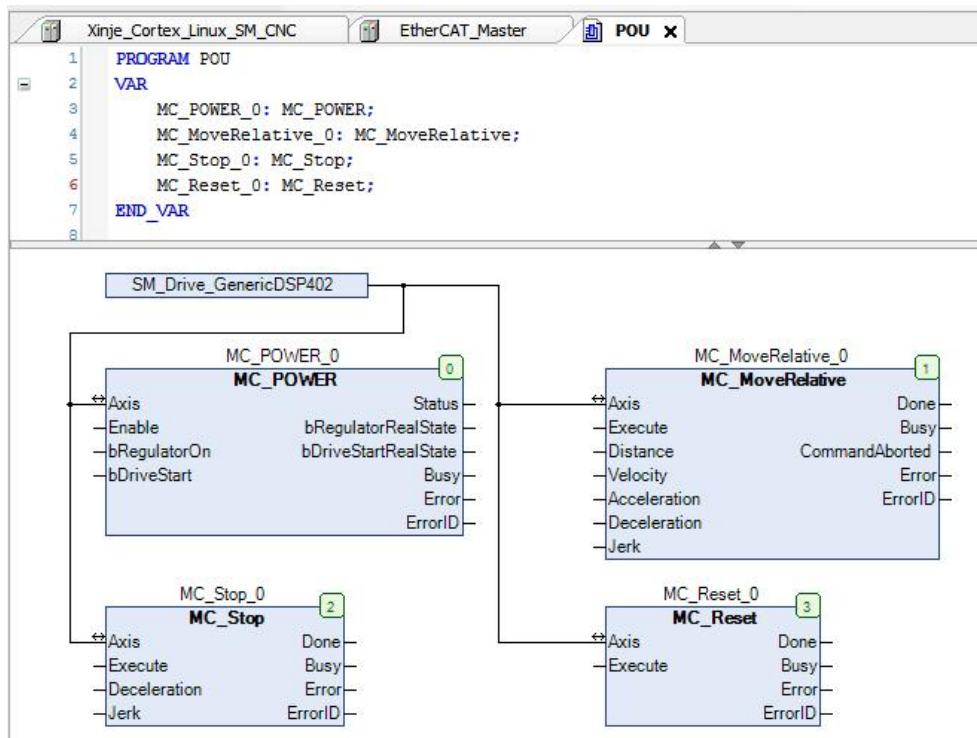 Xinje_Cortex_Linux_SM_CNC EtherCAT_Master POU X
1 PROGRAM POU
2 VAR
3 MC_POWER_0: MC_POWER;
4 MC_MoveRelative_0: MC_MoveRelative;
5 MC_Stop_0: MC_Stop;
6 MC_Reset_0: MC_Reset;
7 END_VAR
8
SM_Drive_GenericDSP402
MC_POWER_0
MC_POWER 0
Axis Status
Enable bRegulatorRealState
bRegulatorOn bDriveStartRealState
bDriveStart Busy
Error
ErrorID
MC_MoveRelative_0
MC_MoveRelative 1
Axis Done
Execute Busy
Distance CommandAborted
Velocity Error
Acceleration ErrorID
Deceleration
Jerk
MC_Stop_0
MC_Stop 2
Axis Done
Execute Busy
Deceleration Error
Jerk ErrorID
MC_Reset_0
MC_Reset 3
Axis Done
Execute Busy
Error
ErrorID